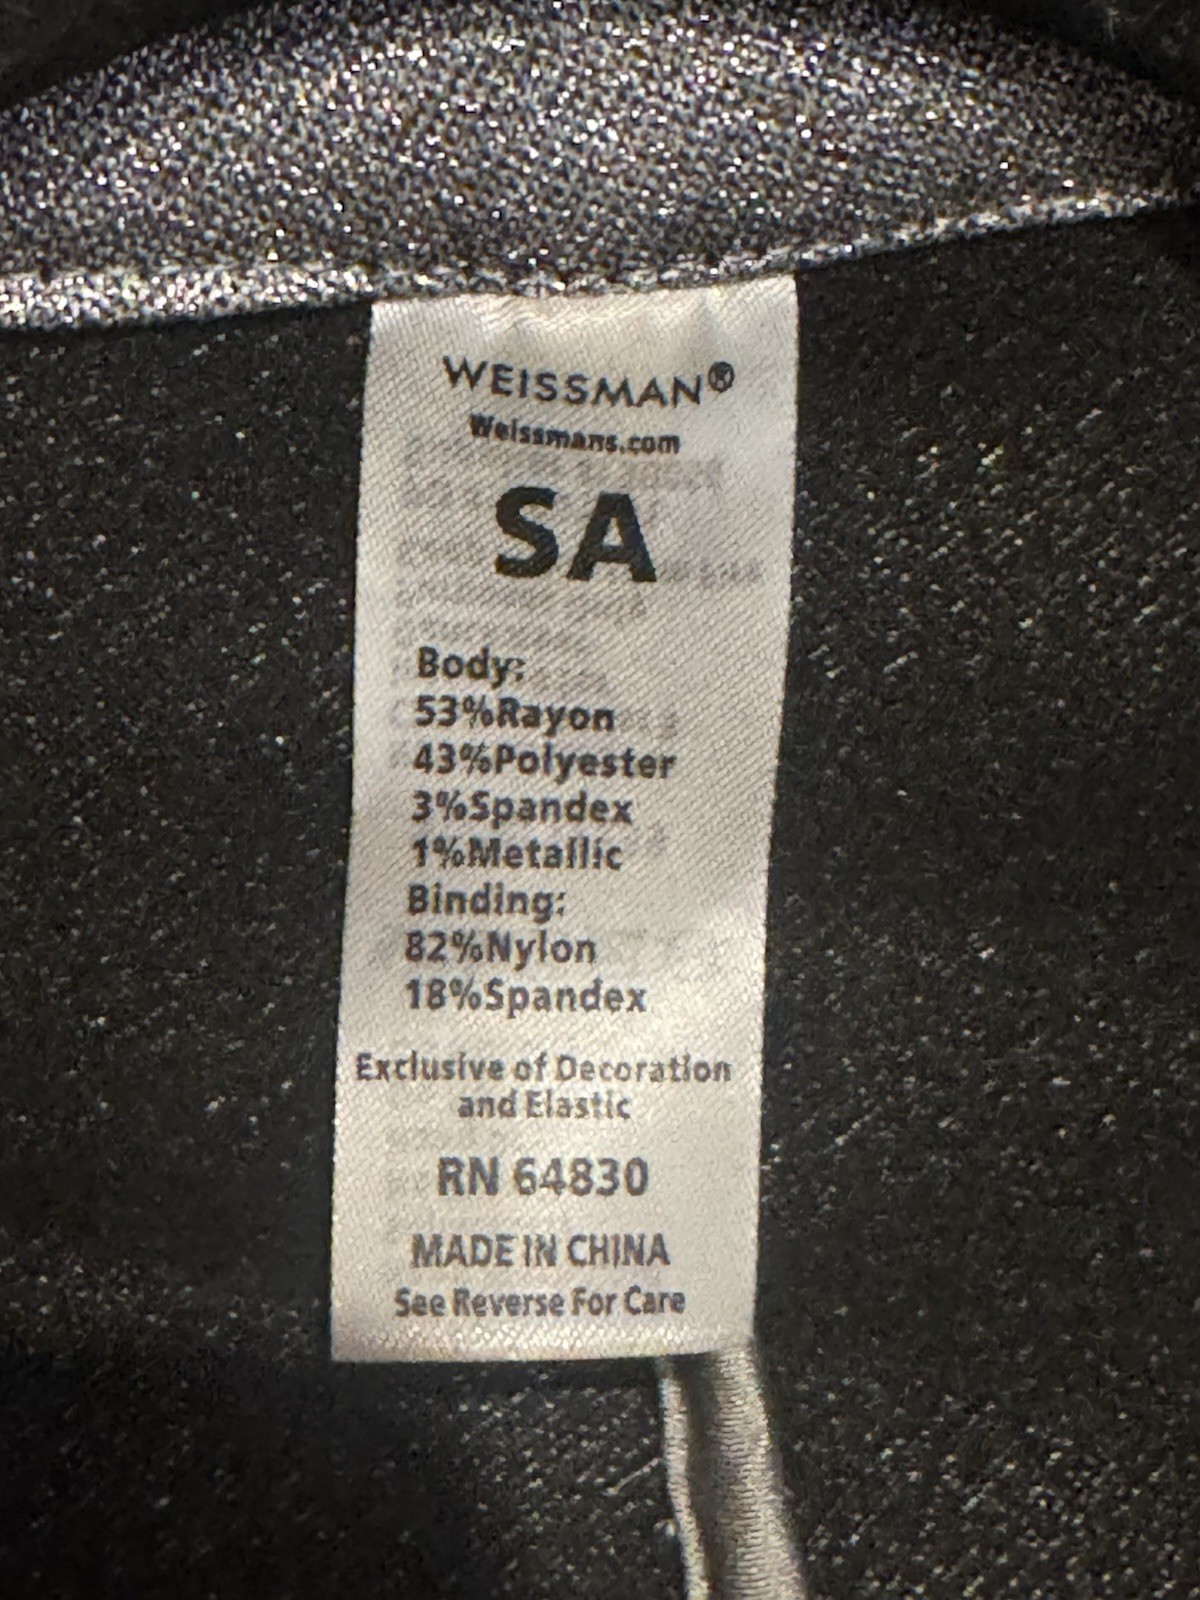 WEISSMAN®
Weissmans.com
SA
Body:
53%Rayon
43%Polyester
3%Spandex
1%Metallic
Binding:
82%Nylon
18%Spandex
Exclusive of Decoration
and Elastic
RN 64830
MADE IN CHINA
See Reverse For Care